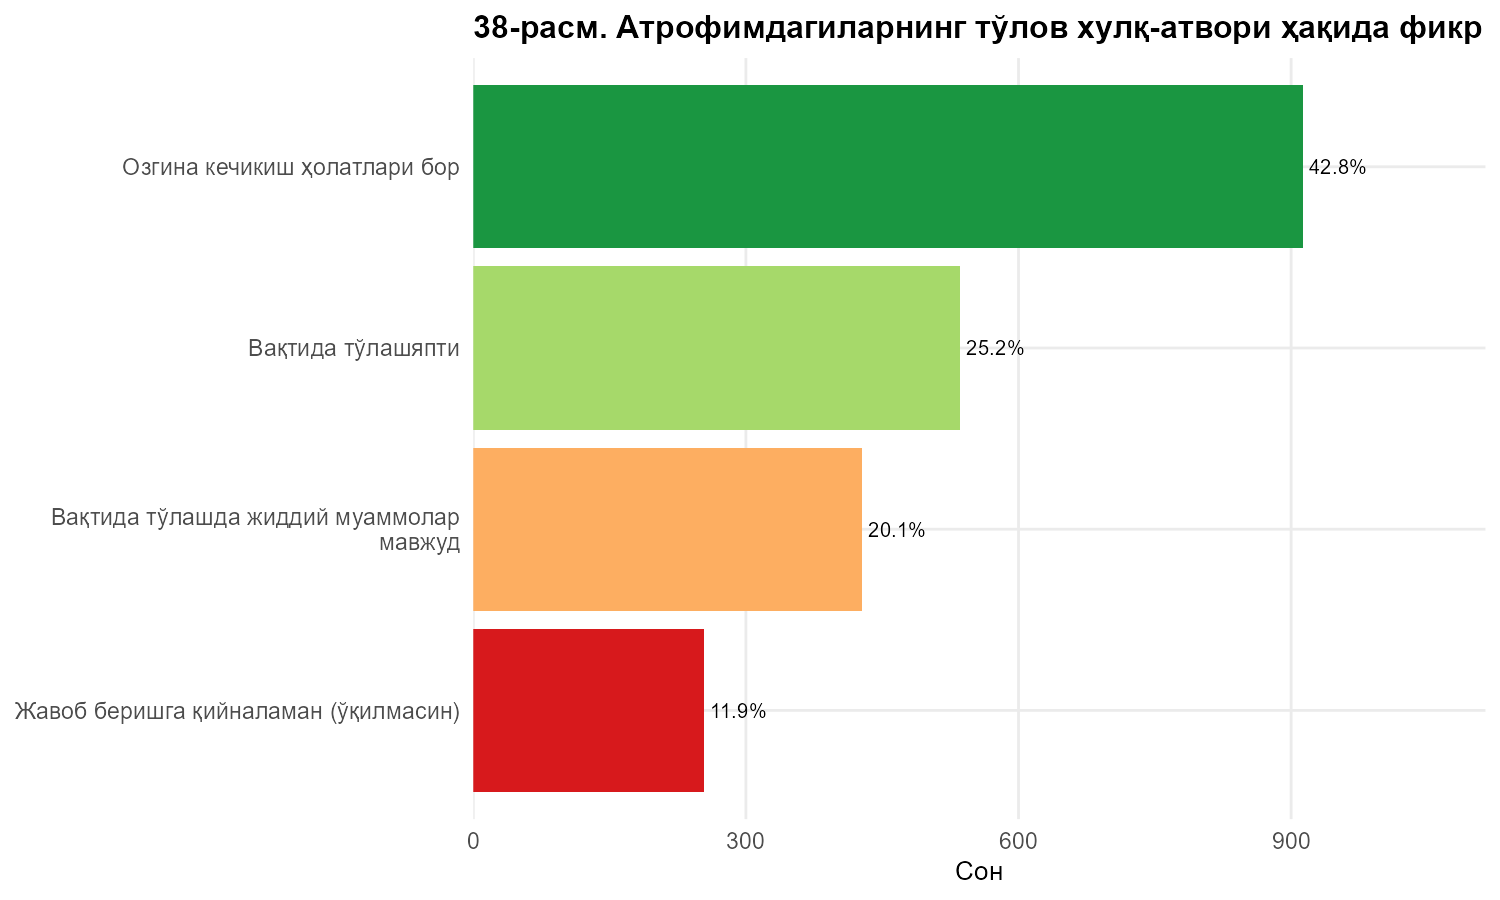 38-расм. Атрофимдагиларнинг тўлов хулқ-атвори ҳақида фикр
Озгина кечикиш ҳолатлари бор
42.8%
Вақтида тўлашяпти
25.2%
Вақтида тўлашда жиддий муаммолар
мавжуд
20.1%
Жавоб беришга қийналаман (ўқилмасин)
11.9%
0
300
600
900
Сон